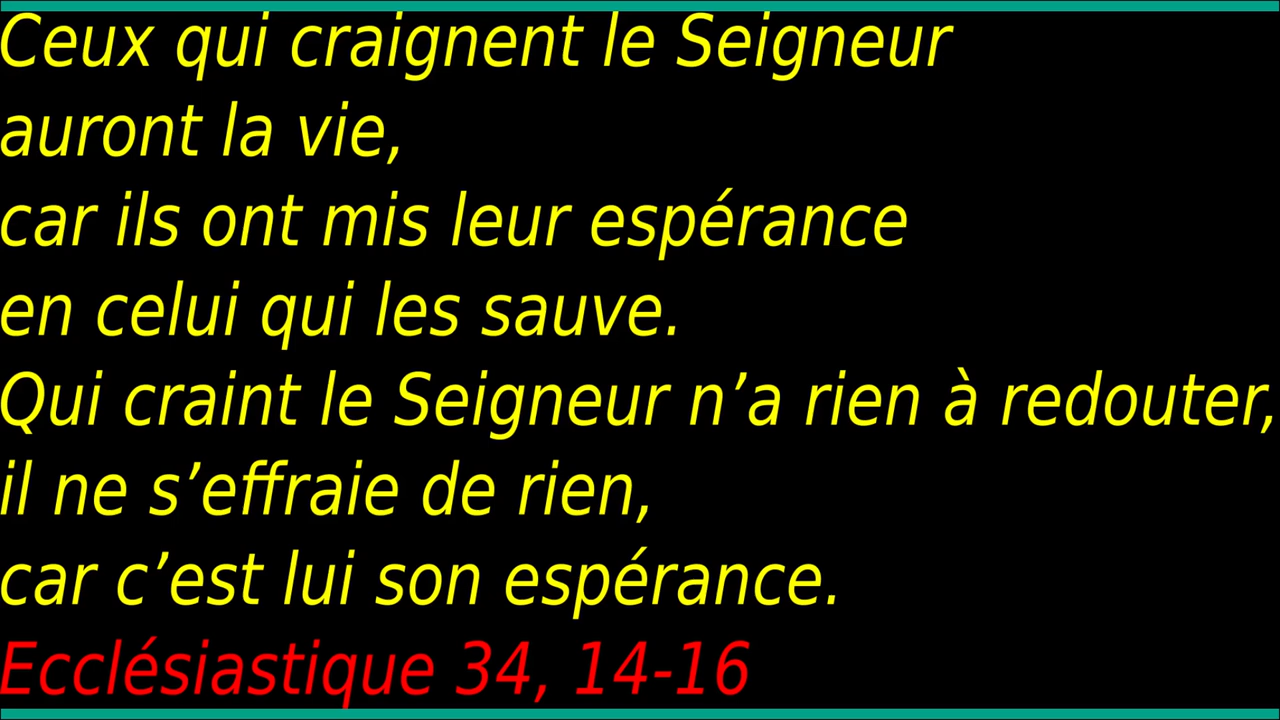 Ceux qui craignent le Seigneur
auront la vie,
car ils ont mis leur espérance
en celui qui les sauve.
Qui craint le Seigneur n’a rien à redouter,
il ne s’effraie de rien,
car c’est lui son espérance.
Ecclésiastique 34, 14-16